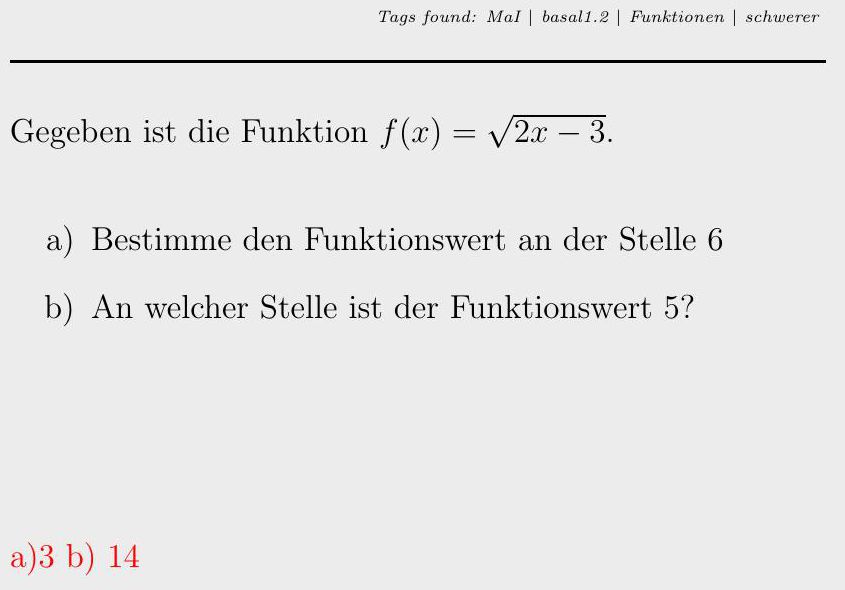 Tags found: MaI | basal1.2 | Funktionen | schwerer
Gegeben ist die Funktion f(x) = √(2x − 3).
a) Bestimme den Funktionswert an der Stelle 6
b) An welcher Stelle ist der Funktionswert 5?
a)3 b) 14